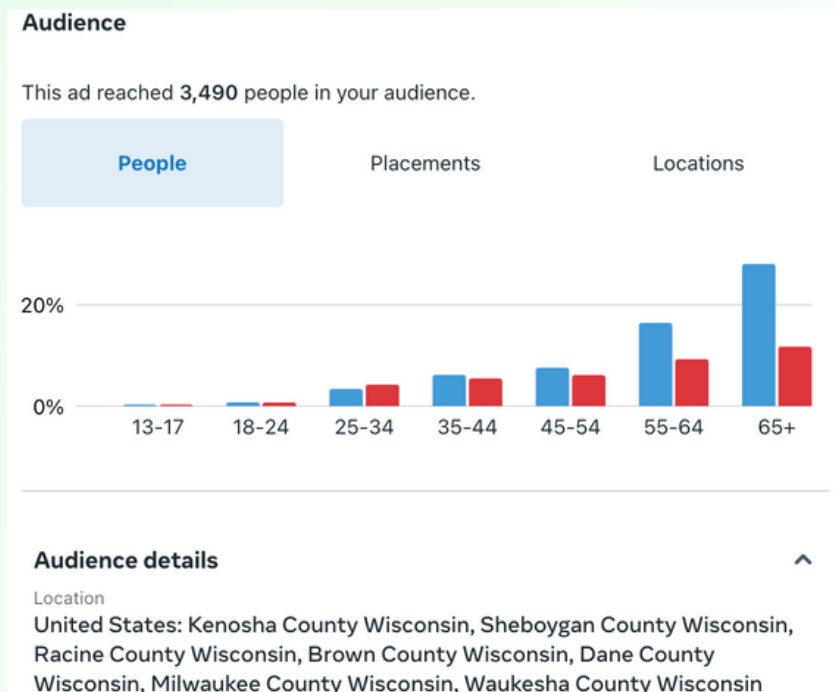 Audience
This ad reached 3,490 people in your audience.
People Placements Locations
20%
0%
13-17 18-24 25-34 35-44 45-54 55-64 65+
Audience details
Location
United States: Kenosha County Wisconsin, Sheboygan County Wisconsin,
Racine County Wisconsin, Brown County Wisconsin, Dane County
Wisconsin, Milwaukee County Wisconsin, Waukesha County Wisconsin